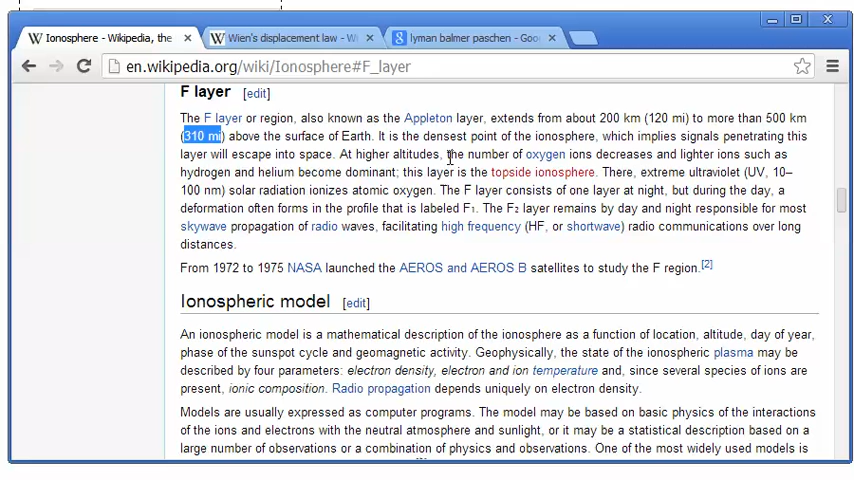 Ionosphere - Wikipedia, the
Wien's displacement law - Wi
lyman balmer paschen - Goo
en.wikipedia.org/wiki/Ionosphere#F_layer
F layer [edit]
The F layer or region, also known as the Appleton layer, extends from about 200 km (120 mi) to more than 500 km
(310 mi) above the surface of Earth. It is the densest point of the ionosphere, which implies signals penetrating this
layer will escape into space. At higher altitudes, the number of oxygen ions decreases and lighter ions such as
hydrogen and helium become dominant; this layer is the topside ionosphere. There, extreme ultraviolet (UV, 10–
100 nm) solar radiation ionizes atomic oxygen. The F layer consists of one layer at night, but during the day, a
deformation often forms in the profile that is labeled F₁. The F₂ layer remains by day and night responsible for most
skywave propagation of radio waves, facilitating high frequency (HF, or shortwave) radio communications over long
distances.
From 1972 to 1975 NASA launched the AEROS and AEROS B satellites to study the F region.[2]
Ionospheric model [edit]
An ionospheric model is a mathematical description of the ionosphere as a function of location, altitude, day of year,
phase of the sunspot cycle and geomagnetic activity. Geophysically, the state of the ionospheric plasma may be
described by four parameters: electron density, electron and ion temperature and, since several species of ions are
present, ionic composition. Radio propagation depends uniquely on electron density.
Models are usually expressed as computer programs. The model may be based on basic physics of the interactions
of the ions and electrons with the neutral atmosphere and sunlight, or it may be a statistical description based on a
large number of observations or a combination of physics and observations. One of the most widely used models is